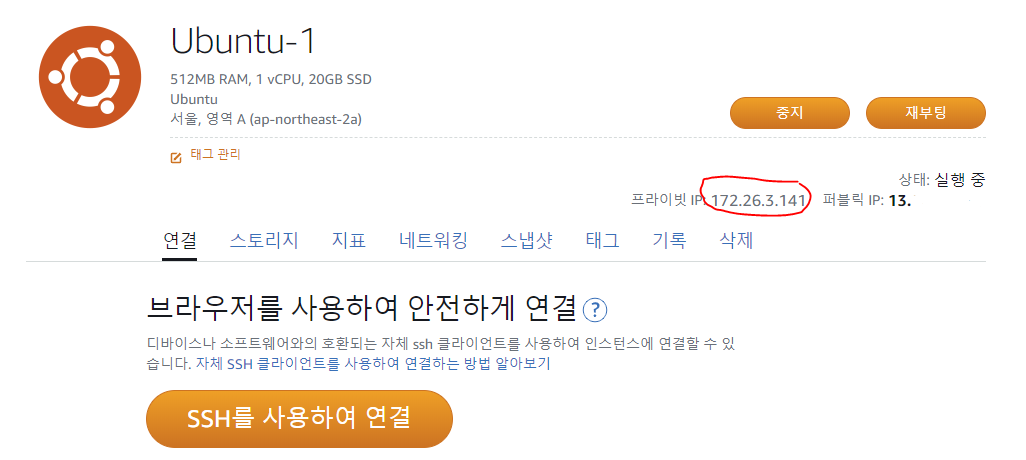 Ubuntu-1
512MB RAM, 1 vCPU, 20GB SSD
Ubuntu
서울, 영역 A (ap-northeast-2a)
중지 재부팅
태그 관리
상태: 실행 중
프라이빗 IP: 172.26.3.141 퍼블릭 IP: 13.
연결 스토리지 지표 네트워킹 스냅샷 태그 기록 삭제
브라우저를 사용하여 안전하게 연결 ?
디바이스나 소프트웨어와의 호환되는 자체 ssh 클라이언트를 사용하여 인스턴스에 연결할 수 있
습니다. 자체 SSH 클라이언트를 사용하여 연결하는 방법 알아보기
SSH를 사용하여 연결